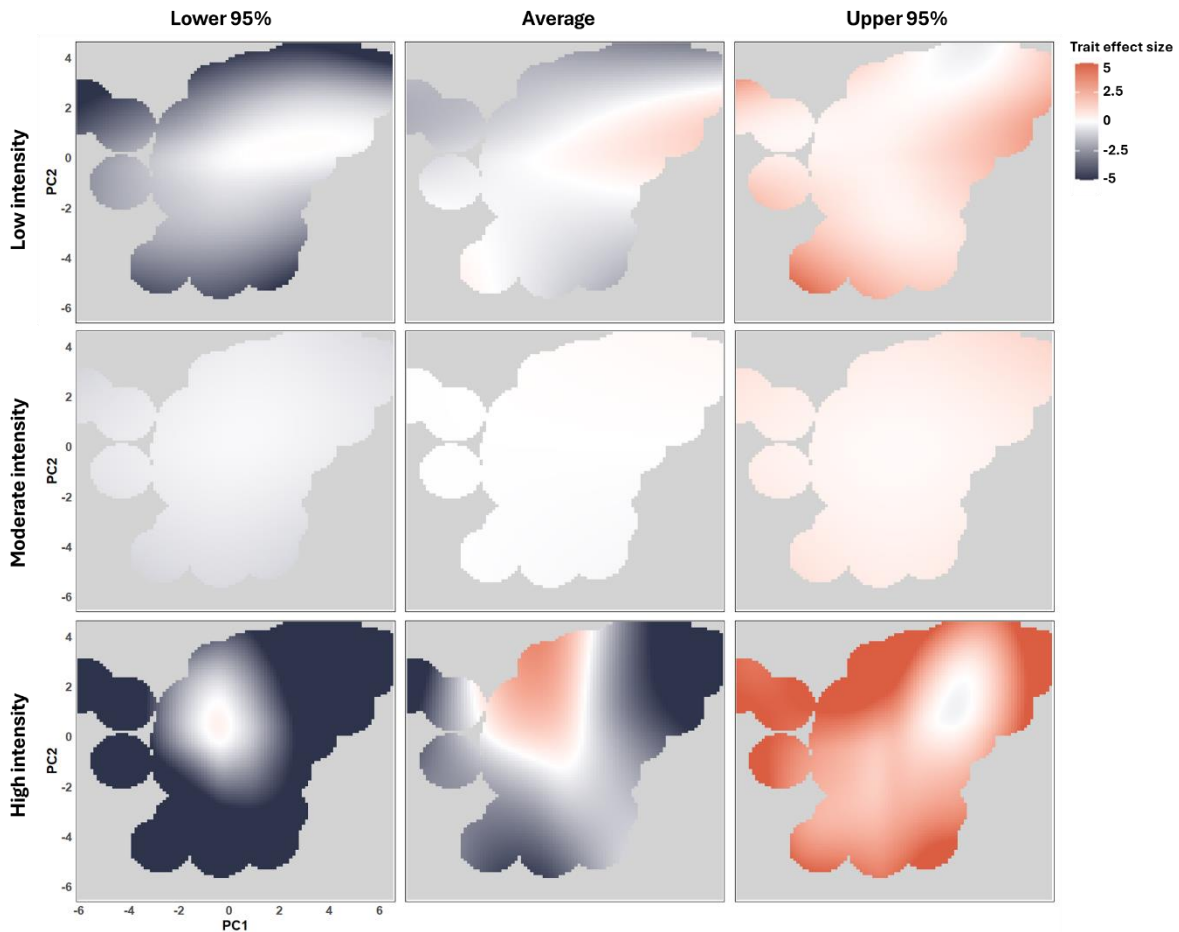 Lower 95% Average Upper 95%
Trait effect size
5
2.5
0
-2.5
-5
Low intensity
PC2
4
2
0
-2
-4
-6
Moderate intensity
PC2
4
2
0
-2
-4
-6
High intensity
PC2
4
2
0
-2
-4
-6
-6 -4 -2 0 2 4 6
PC1